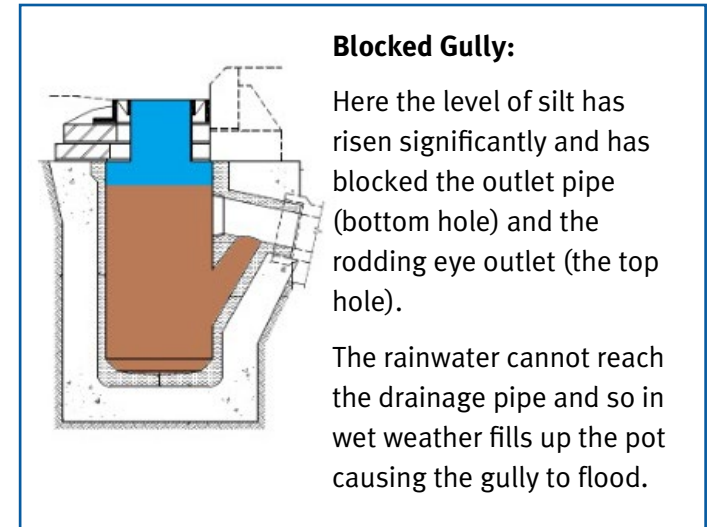 Blocked Gully:
Here the level of silt has
risen significantly and has
blocked the outlet pipe
(bottom hole) and the
rodding eye outlet (the top
hole).
The rainwater cannot reach
the drainage pipe and so in
wet weather fills up the pot
causing the gully to flood.